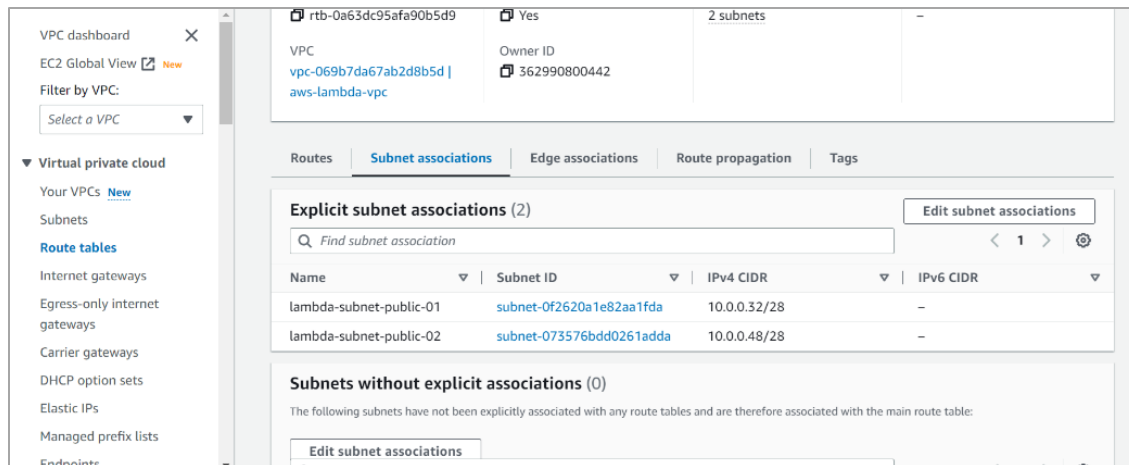 VPC dashboard
EC2 Global View New
Filter by VPC:
Select a VPC
Virtual private cloud
Your VPCs New
Subnets
Route tables
Internet gateways
Egress-only internet
gateways
Carrier gateways
DHCP option sets
Elastic IPs
Managed prefix lists
Endpoints
rtb-0a63dc95afa90b5d9 Yes 2 subnets –
VPC Owner ID
vpc-069b7da67ab2d8b5d | 362990800442
aws-lambda-vpc
Routes Subnet associations Edge associations Route propagation Tags
Explicit subnet associations (2) Edit subnet associations
Find subnet association 1
Name Subnet ID IPv4 CIDR IPv6 CIDR
lambda-subnet-public-01 subnet-0f2620a1e82aa1fda 10.0.0.32/28 –
lambda-subnet-public-02 subnet-073576bdd0261adda 10.0.0.48/28 –
Subnets without explicit associations (0)
The following subnets have not been explicitly associated with any route tables and are therefore associated with the main route table:
Edit subnet associations